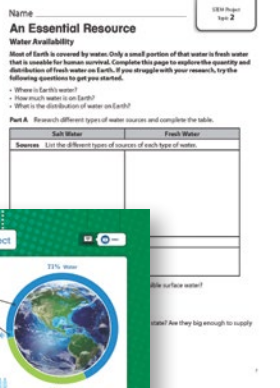 Name
STEM Project
Topic 2
An Essential Resource
Water Availability
Most of Earth is covered by water. Only a small portion of that water is fresh water
that is useable for human survival. Complete this page to explore the quantity and
distribution of fresh water on Earth. If you struggle with your research, try the
following questions to get you started.
• Where is Earth's water?
• How much water is on Earth?
• What is the distribution of water on Earth?
Part A Research different types of water sources and complete the table.
Salt Water Fresh Water
Sources List the different types of sources of each type of water.
ect
71% Water
ible surface water?
state? Are they big enough to supply